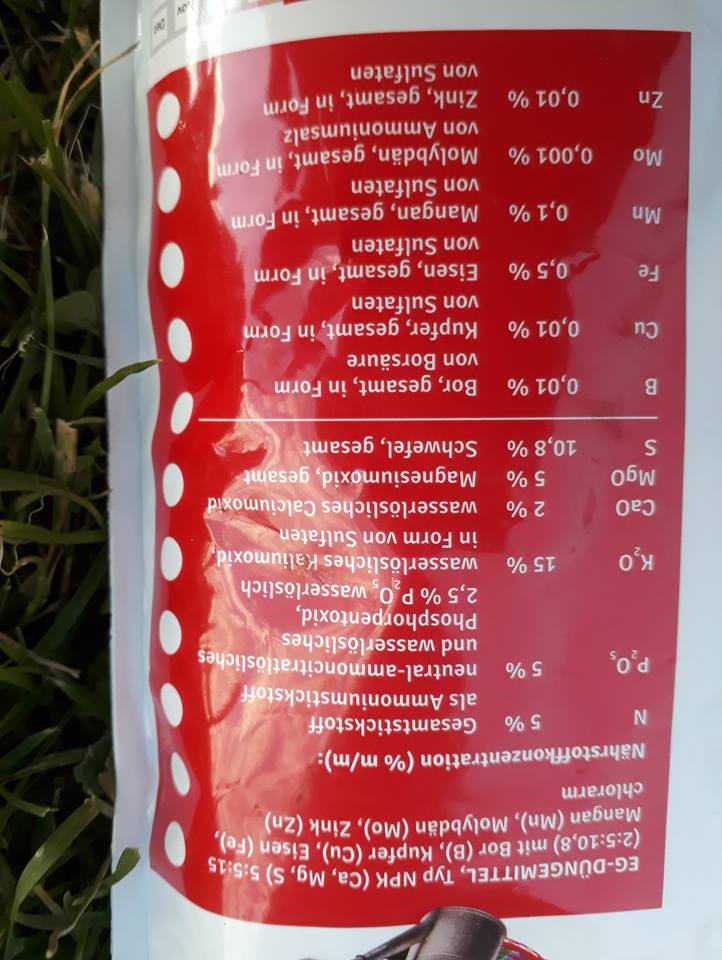 EG-DÜNGEMITTEL, Typ NPK (Ca, Mg, S) 5:5:15
(2:5:10,8) mit Bor (B), Kupfer (Cu), Eisen (Fe),
Mangan (Mn), Molybdän (Mo), Zink (Zn)
chlorarm
Nährstoffkonzentration (% m/m):
N 5 % Gesamtstickstoff
als Ammoniumstickstoff
P₂O₅ 5 % neutral-ammoncitratlösliches
und wasserlösliches
Phosphorpentoxid,
2,5 % P₂O₅ wasserlöslich
K₂O 15 % wasserlösliches Kaliumoxid,
in Form von Sulfaten
CaO 2 % wasserlösliches Calciumoxid
MgO 5 % Magnesiumoxid, gesamt
S 10,8 % Schwefel, gesamt
B 0,01 % Bor, gesamt, in Form
von Borsäure
Cu 0,01 % Kupfer, gesamt, in Form
von Sulfaten
Fe 0,5 % Eisen, gesamt, in Form
von Sulfaten
Mn 0,1 % Mangan, gesamt, in Form
von Sulfaten
Mo 0,001 % Molybdän, gesamt, in Form
von Ammoniumsalz
Zn 0,01 % Zink, gesamt, in Form
von Sulfaten
Nov Dez